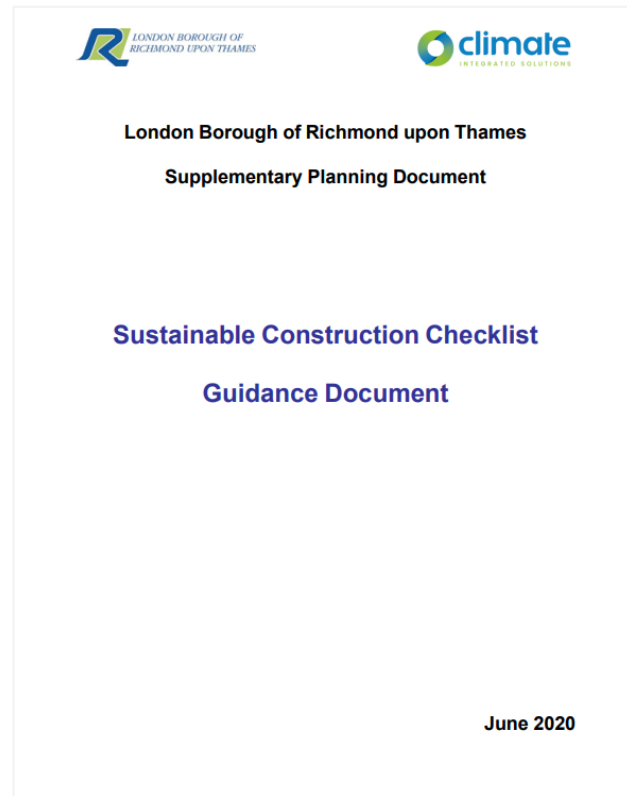 LONDON BOROUGH OF
RICHMOND UPON THAMES
climate
INTEGRATED SOLUTIONS
London Borough of Richmond upon Thames
Supplementary Planning Document
Sustainable Construction Checklist
Guidance Document
June 2020